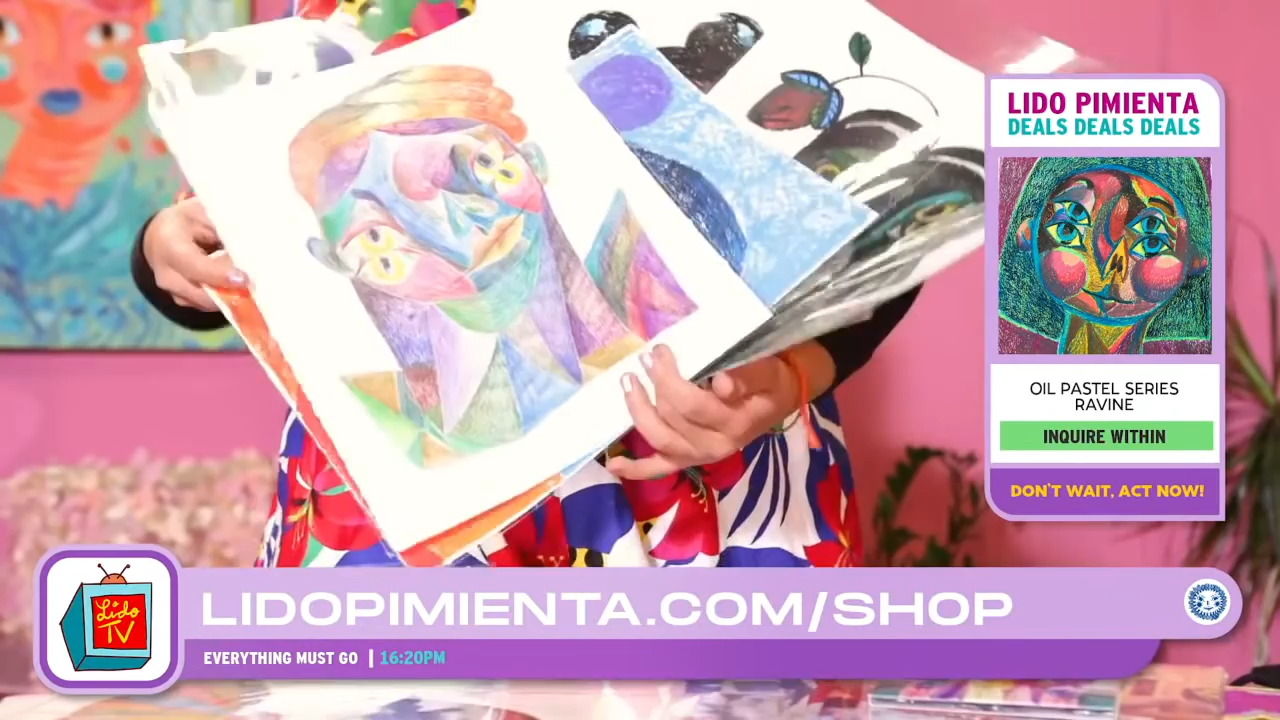 LIDO PIMIENTA
DEALS DEALS DEALS
OIL PASTEL SERIES
RAVINE
INQUIRE WITHIN
DON'T WAIT, ACT NOW!
Lido
TV
LIDOPIMIENTA.COM/SHOP
EVERYTHING MUST GO | 16:20PM